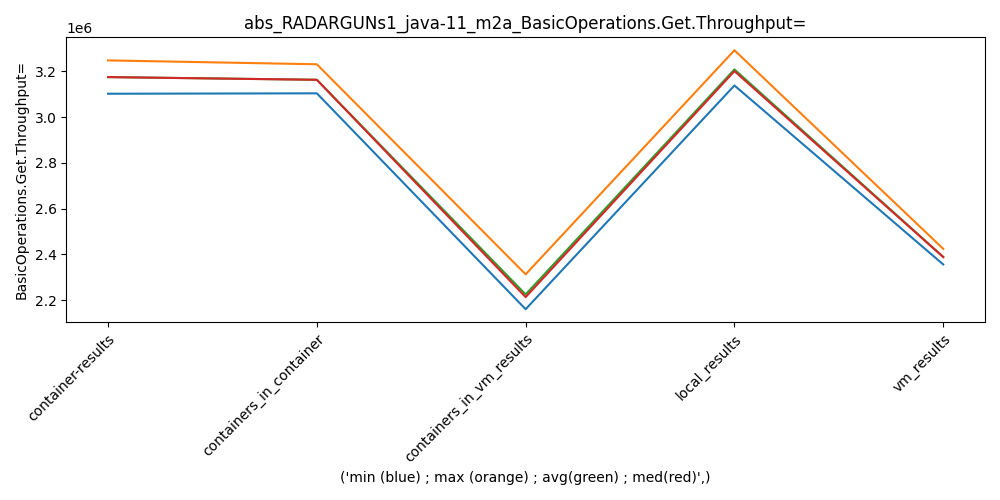 abs_RADARGUNs1_java-11_m2a_BasicOperations.Get.Throughput=
1e6
BasicOperations.Get.Throughput=
3.2
3.0
2.8
2.6
2.4
2.2
container-results
containers_in_container
containers_in_vm_results
local_results
vm_results
('min (blue) ; max (orange) ; avg(green) ; med(red)',)